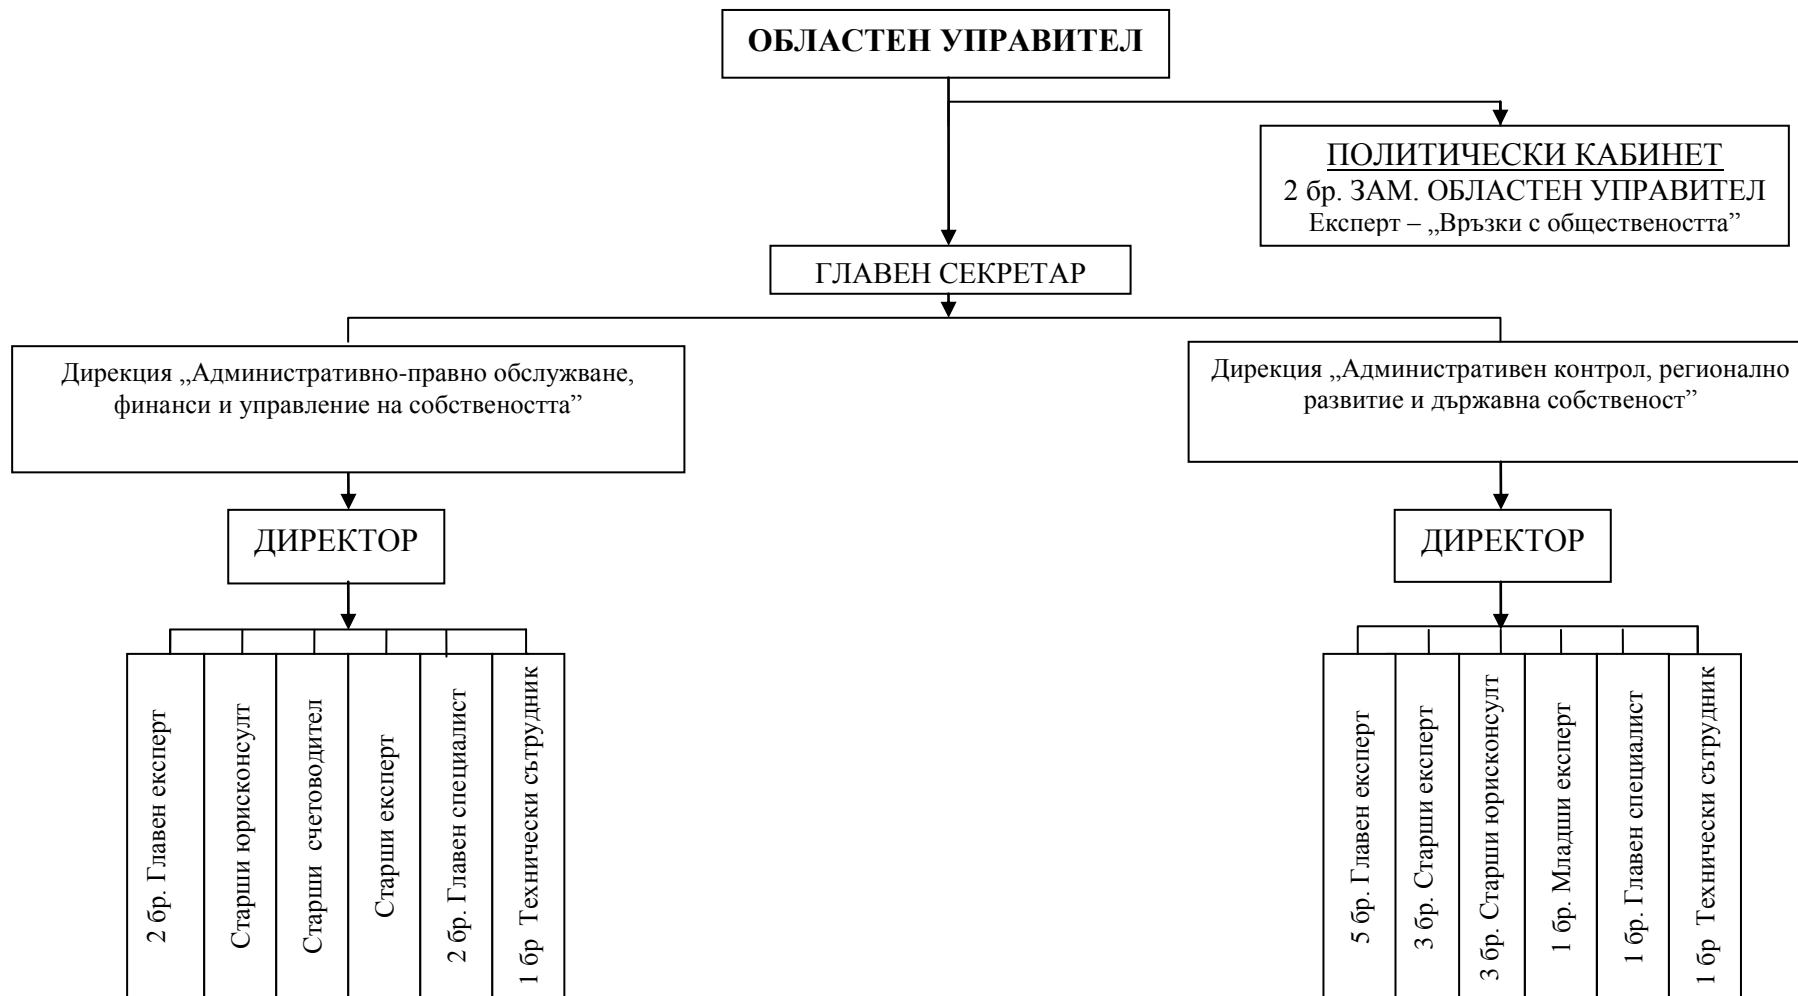 ОБЛАСТЕН УПРАВИТЕЛ
ПОЛИТИЧЕСКИ КАБИНЕТ
2 бр. ЗАМ. ОБЛАСТЕН УПРАВИТЕЛ
Експерт – „Връзки с обществеността”
ГЛАВЕН СЕКРЕТАР
Дирекция „Административно-правно обслужване,
финанси и управление на собствеността”
Дирекция „Административен контрол, регионално
развитие и държавна собственост”
ДИРЕКТОР
ДИРЕКТОР
2 бр. Главен експерт
Старши юрисконсулт
Старши счетоводител
Старши експерт
2 бр. Главен специалист
1 бр Технически сътрудник
5 бр. Главен експерт
3 бр. Старши експерт
3 бр. Старши юрисконсулт
1 бр. Младши експерт
1 бр. Главен специалист
1 бр Технически сътрудник